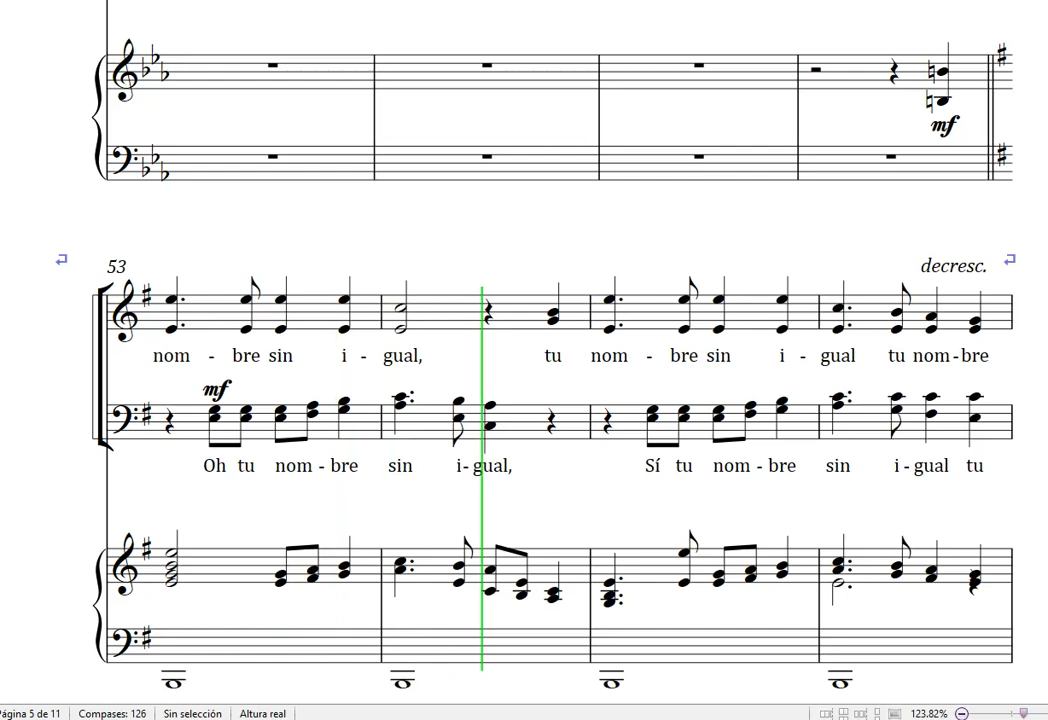 mf
53
decresc.
nom - bre sin i - gual, tu nom - bre sin i - gual tu nom-bre
mf
Oh tu nom - bre sin i - gual, Sí tu nom - bre sin i - gual tu
Página 5 de 11 Compases: 126 Sin selección Altura real 123.82%